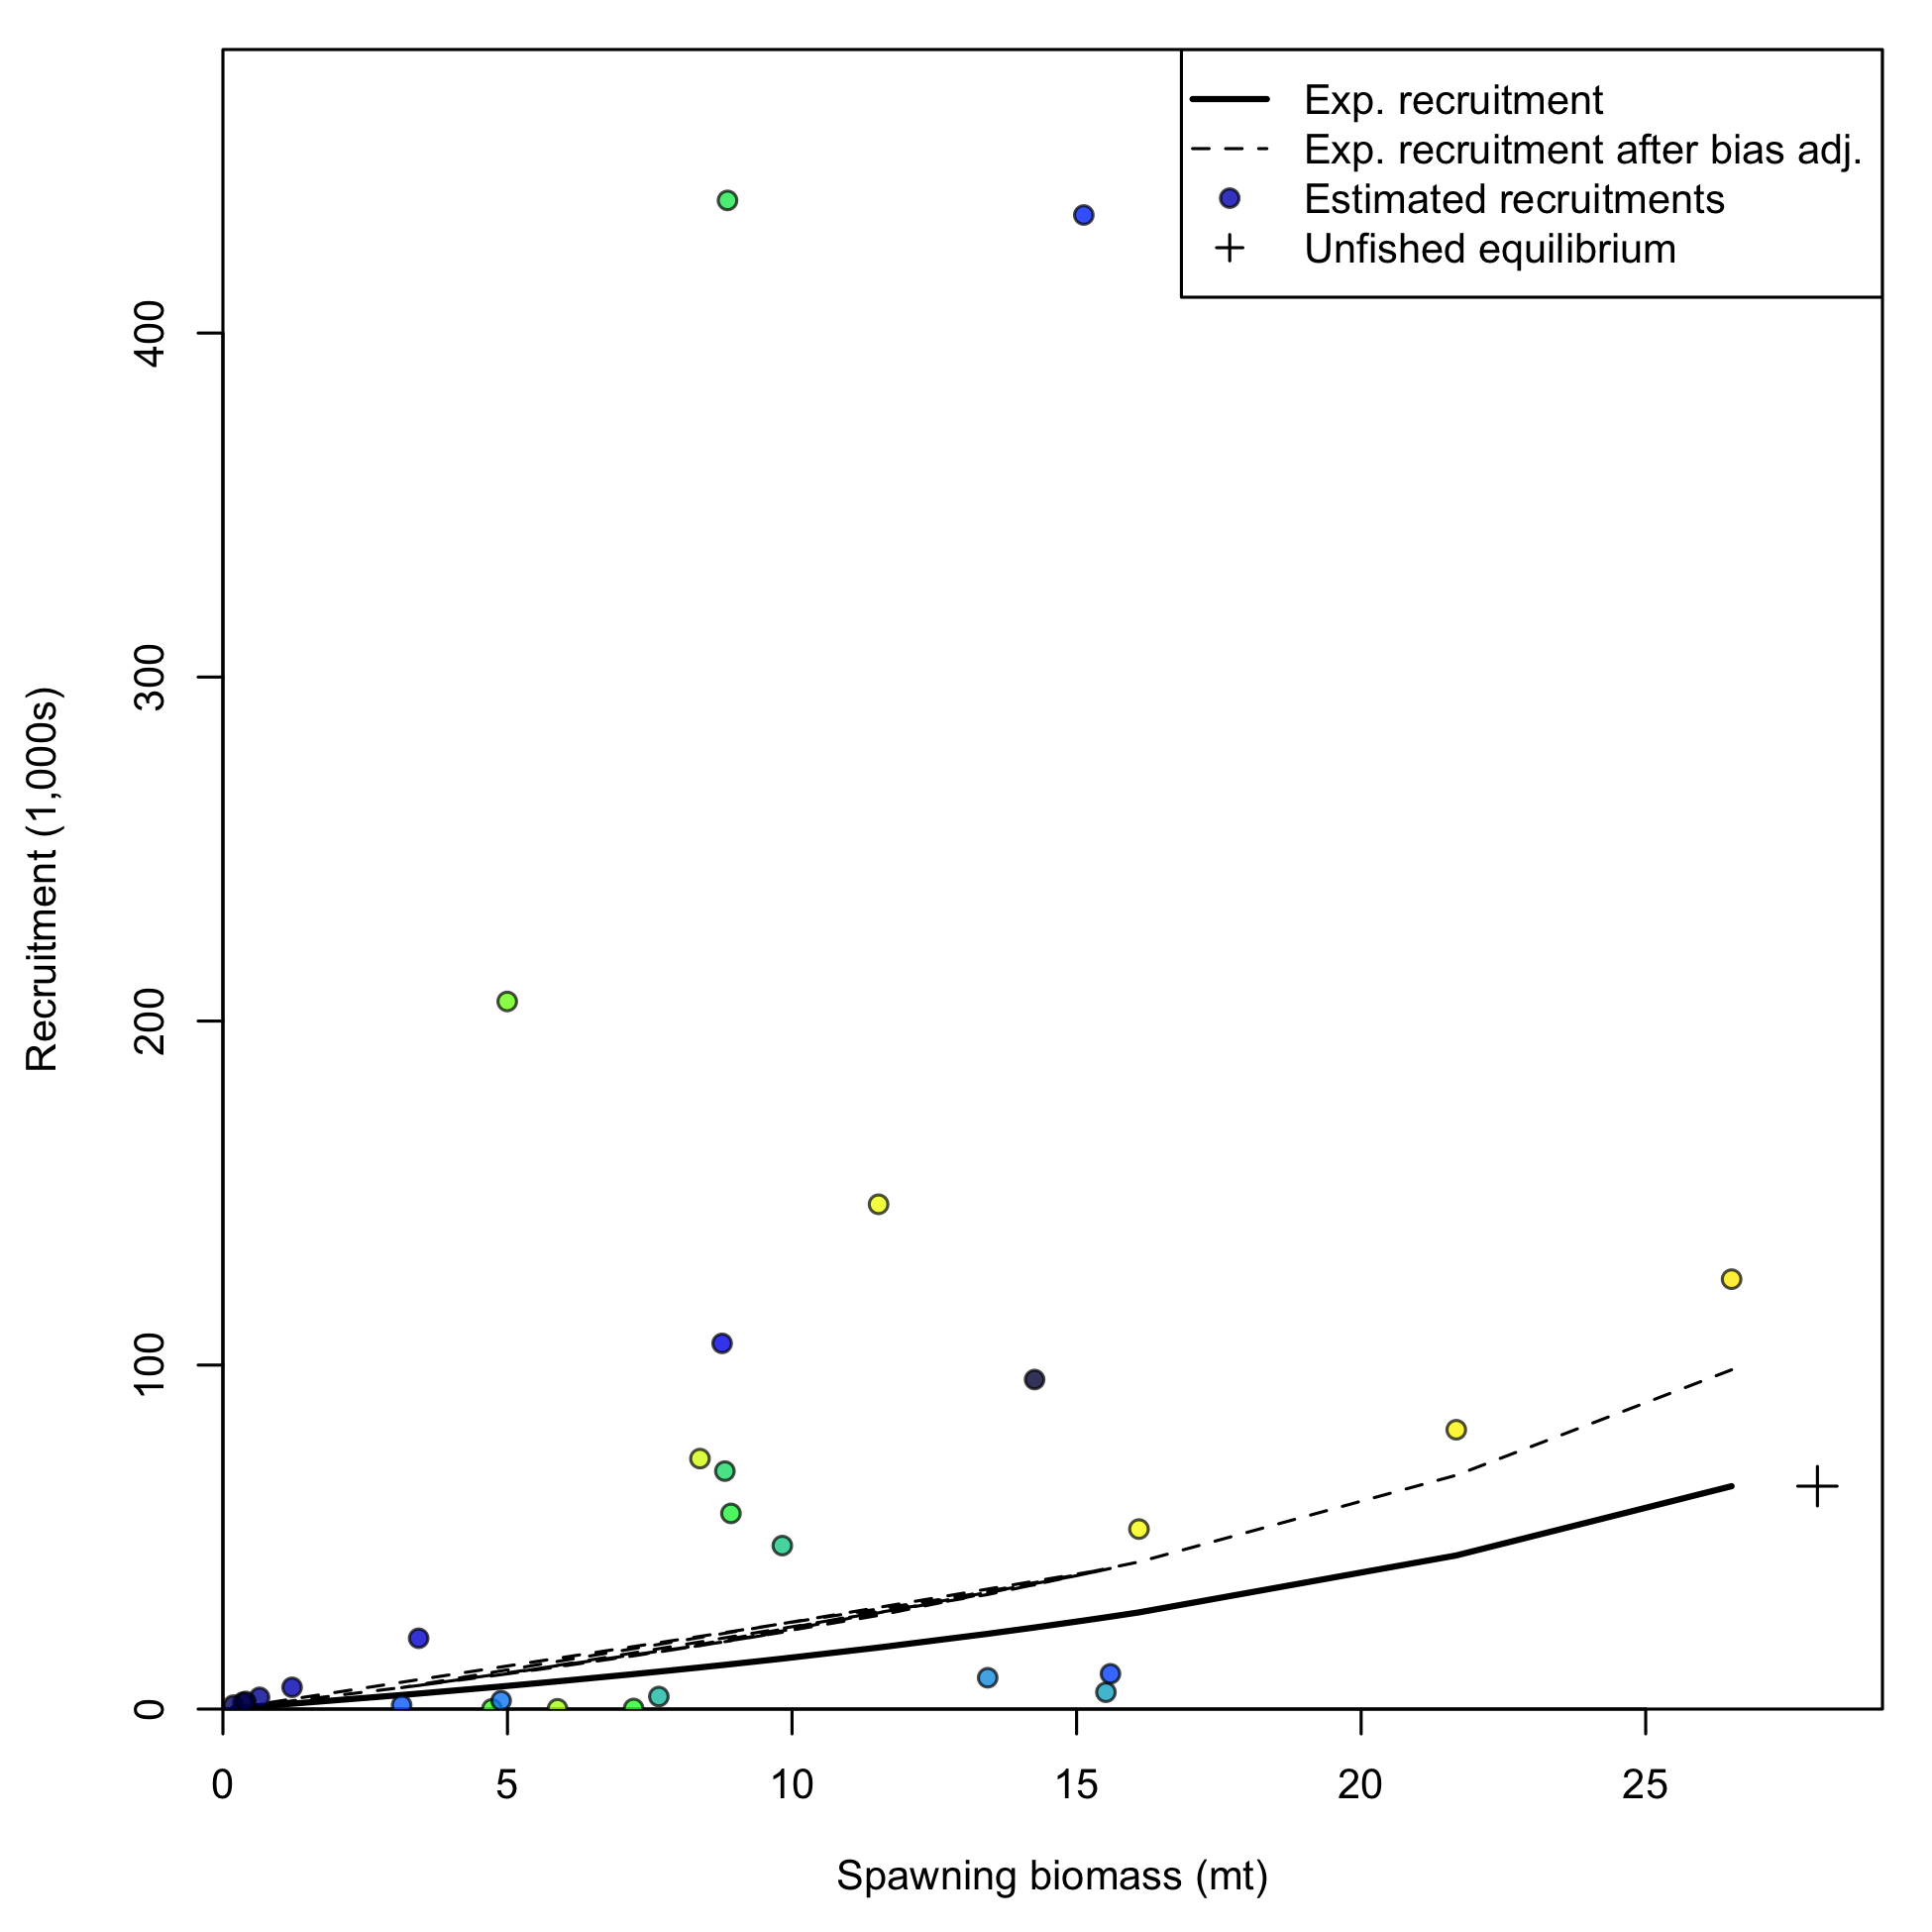 Exp. recruitment
Exp. recruitment after bias adj.
Estimated recruitments
Unfished equilibrium
Recruitment (1,000s)
400
300
200
100
0
0 5 10 15 20 25
Spawning biomass (mt)